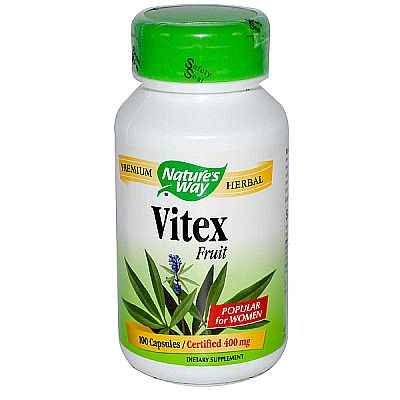 Safety
Seal
PREMIUM
Nature's
Way
HERBAL
Vitex
Fruit
POPULAR
for WOMEN
100 Capsules / Certified 400 mg
DIETARY SUPPLEMENT